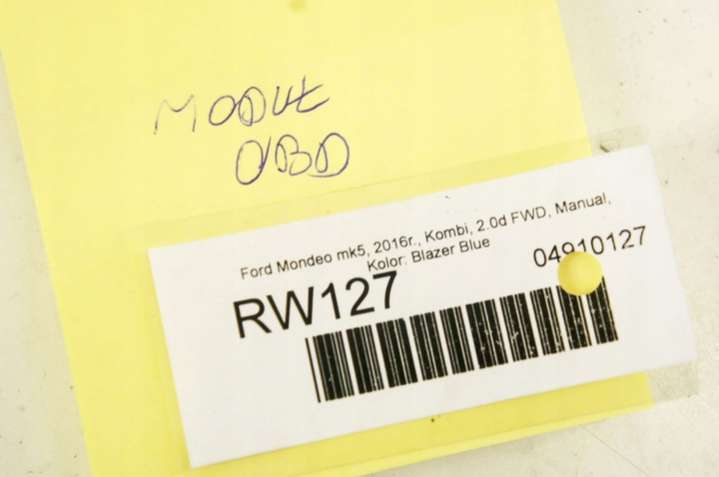 MODUŁ
OBD
Ford Mondeo mk5, 2016r., Kombi, 2.0d FWD, Manual,
Kolor: Blazer Blue
RW127
04910127